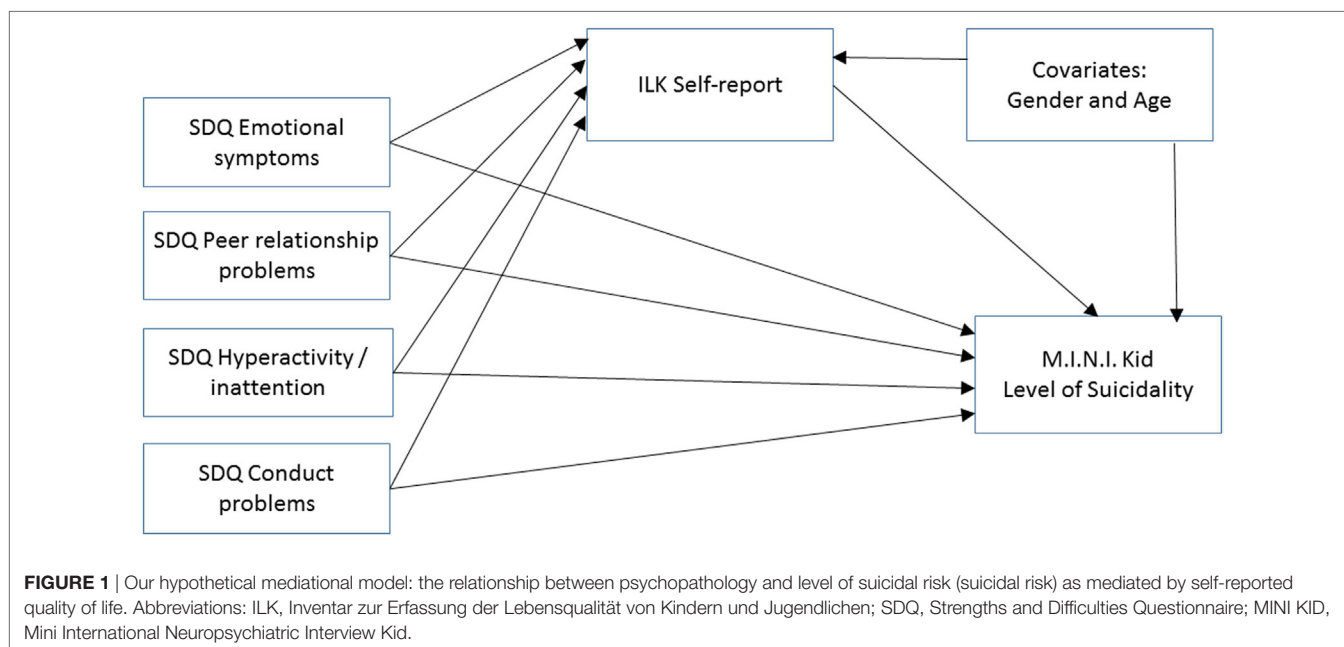 ILK Self-report
Covariates:
Gender and Age
SDQ Emotional
symptoms
SDQ Peer relationship
problems
SDQ Hyperactivity /
inattention
SDQ Conduct
problems
M.I.N.I. Kid
Level of Suicidality
FIGURE 1 | Our hypothetical mediational model: the relationship between psychopathology and level of suicidal risk (suicidal risk) as mediated by self-reported
quality of life. Abbreviations: ILK, Inventar zur Erfassung der Lebensqualität von Kindern und Jugendlichen; SDQ, Strengths and Difficulties Questionnaire; MINI KID,
Mini International Neuropsychiatric Interview Kid.